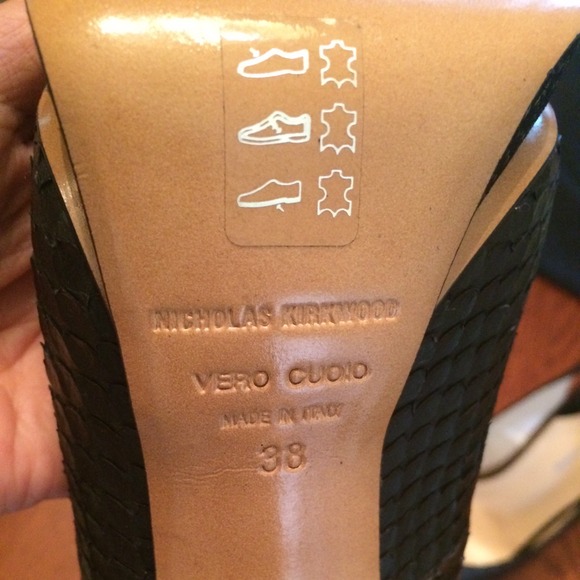 NICHOLAS KIRKWOOD
VERO CUOIO
MADE IN ITALY
38